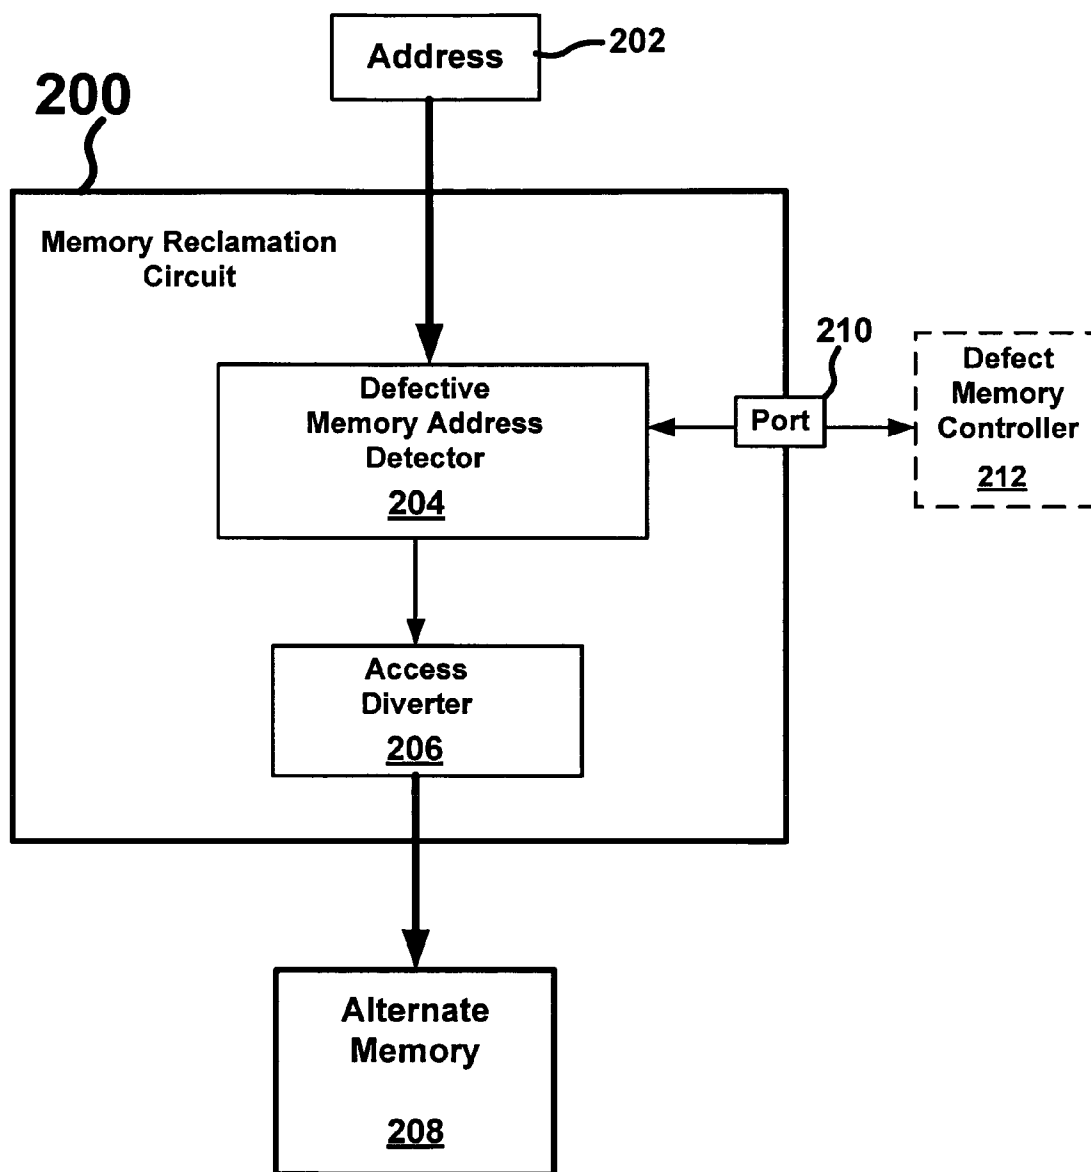 Address
202
200
Memory Reclamation
Circuit
Defective
Memory Address
Detector
204
210
Port
Defect
Memory
Controller
212
Access
Diverter
206
Alternate
Memory
208